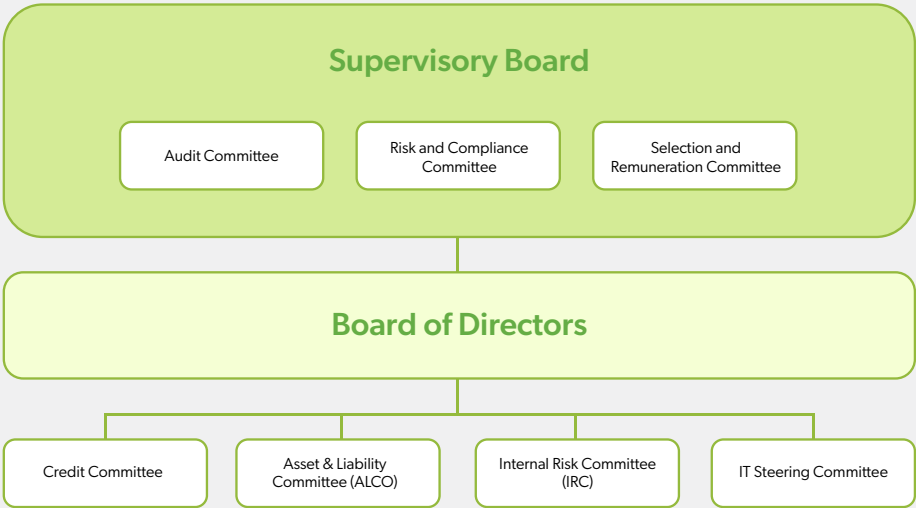 Supervisory Board
Audit Committee
Risk and Compliance
Committee
Selection and
Remuneration Committee
Board of Directors
Credit Committee
Asset & Liability
Committee (ALCO)
Internal Risk Committee
(IRC)
IT Steering Committee